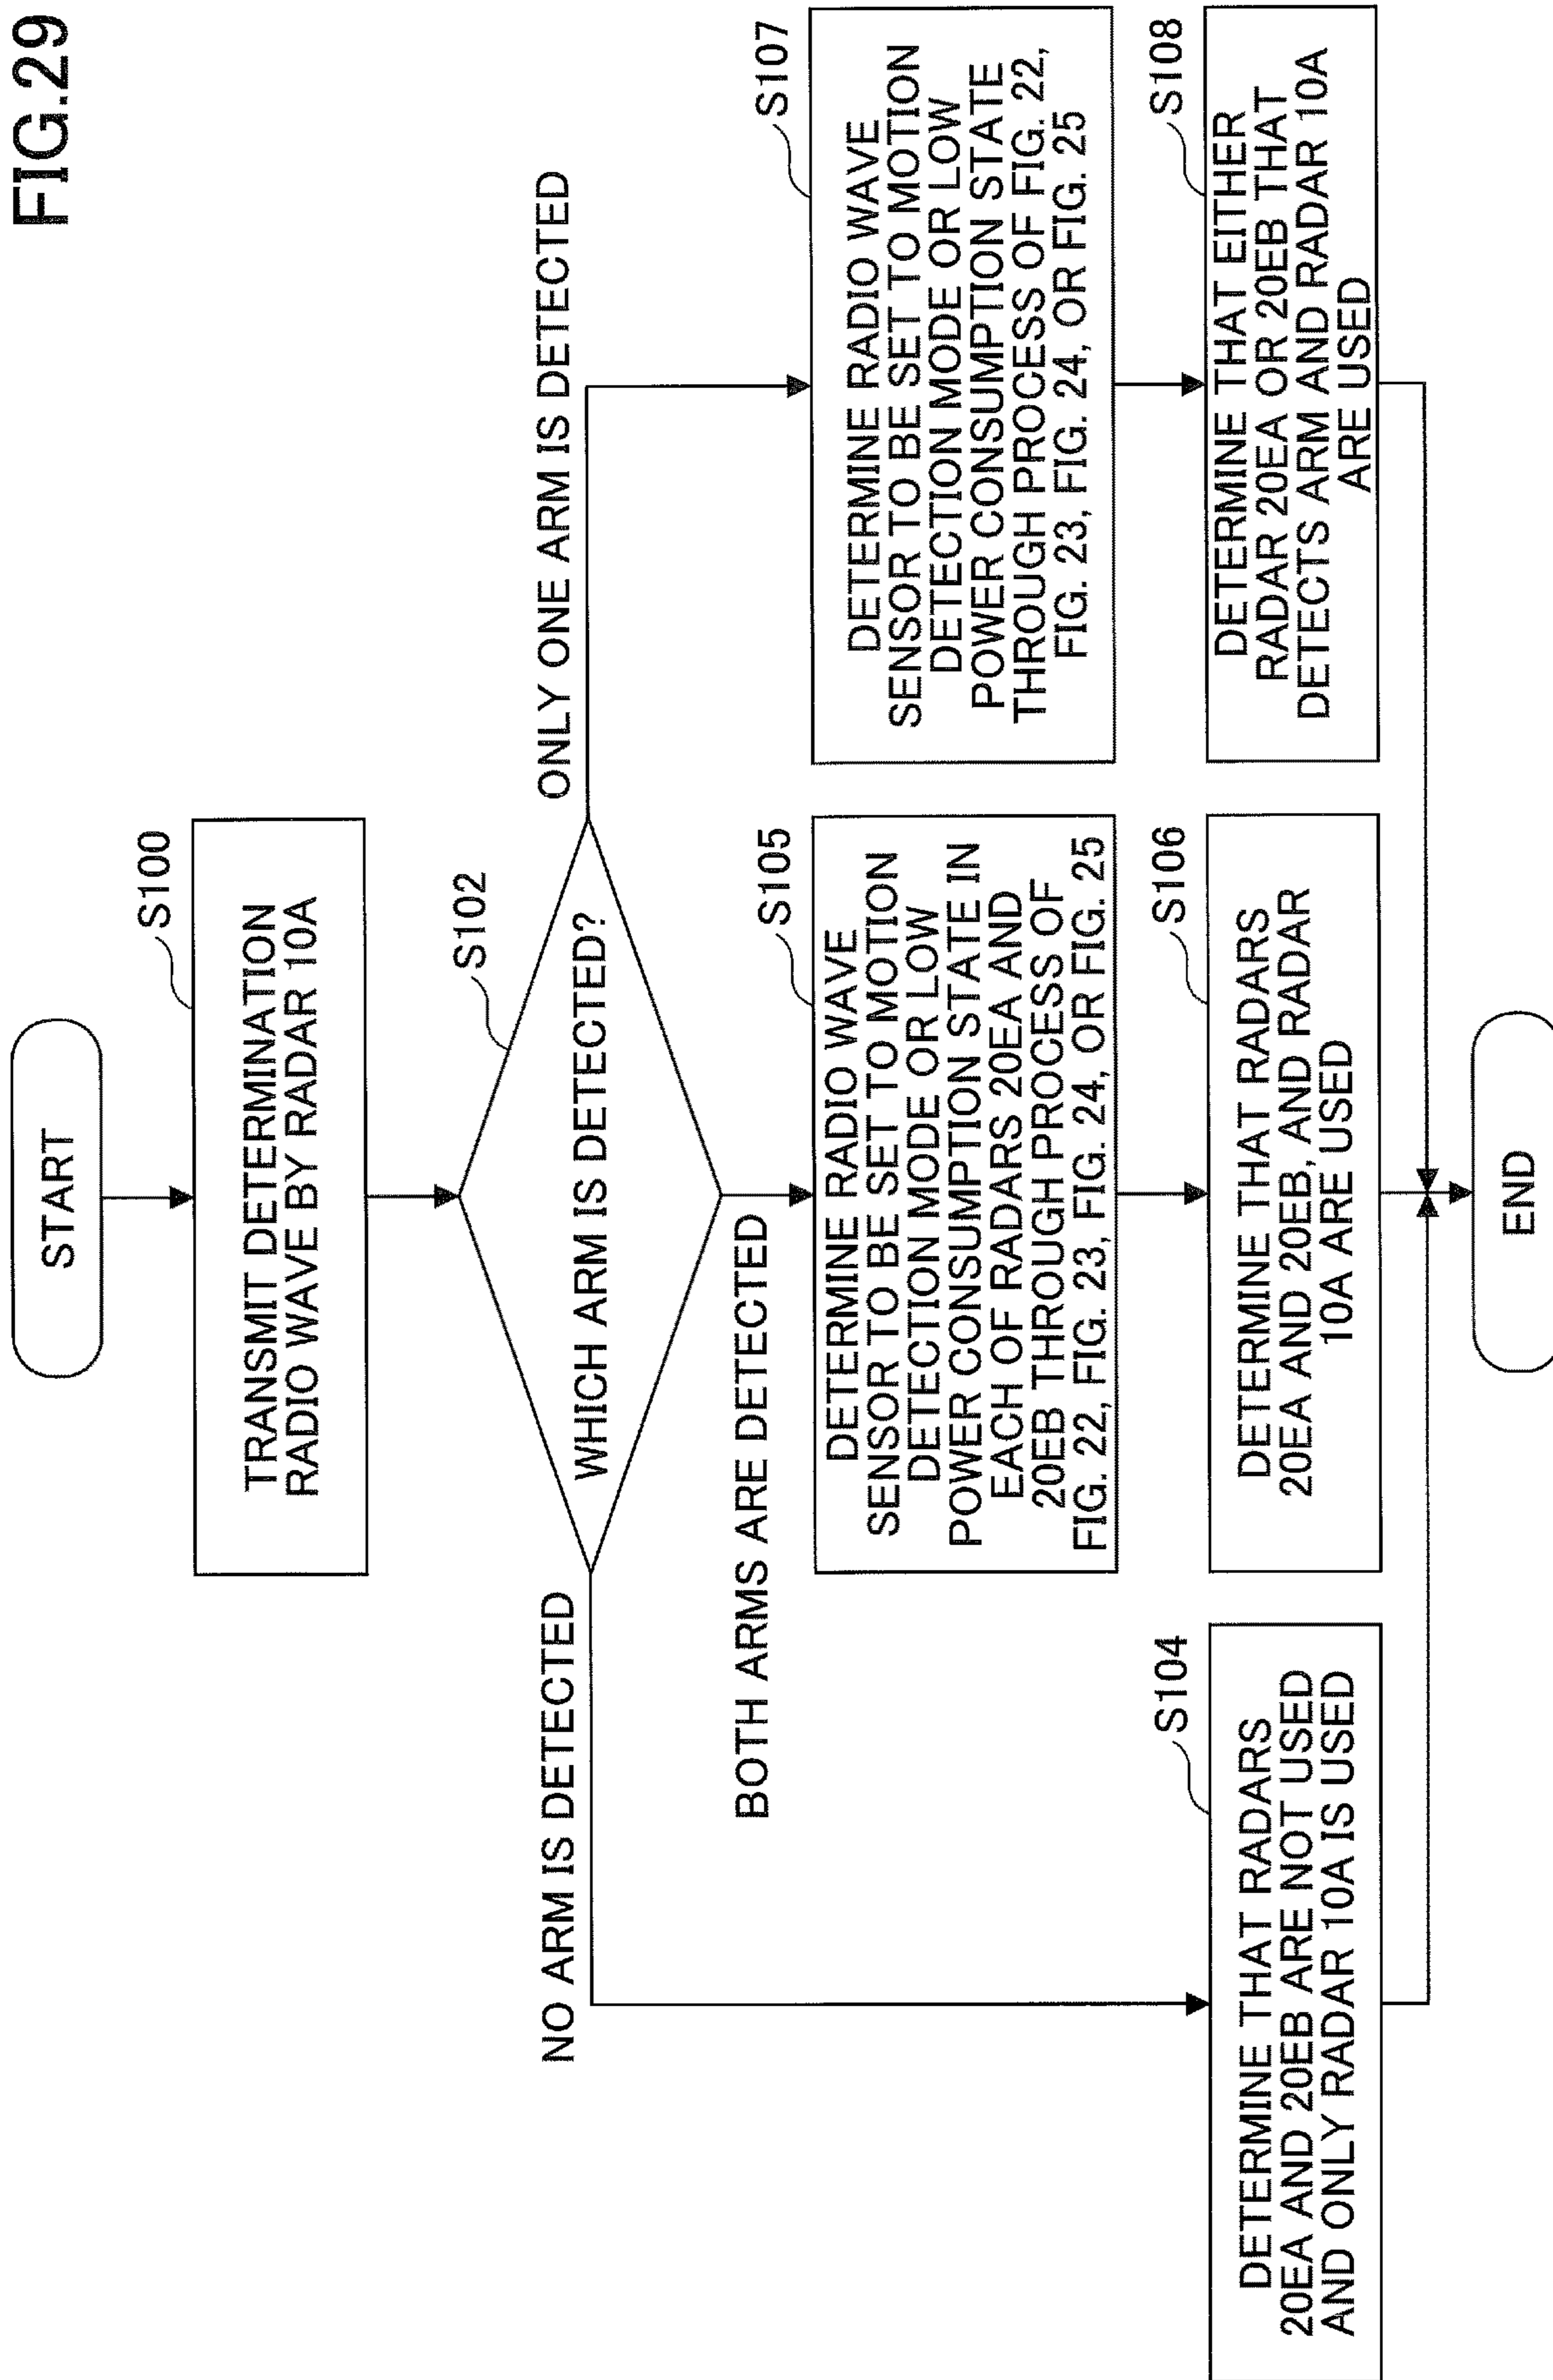 FIG.29
START
S100
TRANSMIT DETERMINATION
RADIO WAVE BY RADAR 10A
S102
WHICH ARM IS DETECTED?
NO ARM IS DETECTED
BOTH ARMS ARE DETECTED
ONLY ONE ARM IS DETECTED
S104
DETERMINE THAT RADARS
20EA AND 20EB ARE NOT USED
AND ONLY RADAR 10A IS USED
S105
DETERMINE RADIO WAVE
SENSOR TO BE SET TO MOTION
DETECTION MODE OR LOW
POWER CONSUMPTION STATE IN
EACH OF RADARS 20EA AND
20EB THROUGH PROCESS OF
FIG. 22, FIG. 23, FIG. 24, OR FIG. 25
S106
DETERMINE THAT RADARS
20EA AND 20EB, AND RADAR
10A ARE USED
S107
DETERMINE RADIO WAVE
SENSOR TO BE SET TO MOTION
DETECTION MODE OR LOW
POWER CONSUMPTION STATE
THROUGH PROCESS OF FIG. 22,
FIG. 23, FIG. 24, OR FIG. 25
S108
DETERMINE THAT EITHER
RADAR 20EA OR 20EB THAT
DETECTS ARM AND RADAR 10A
ARE USED
END